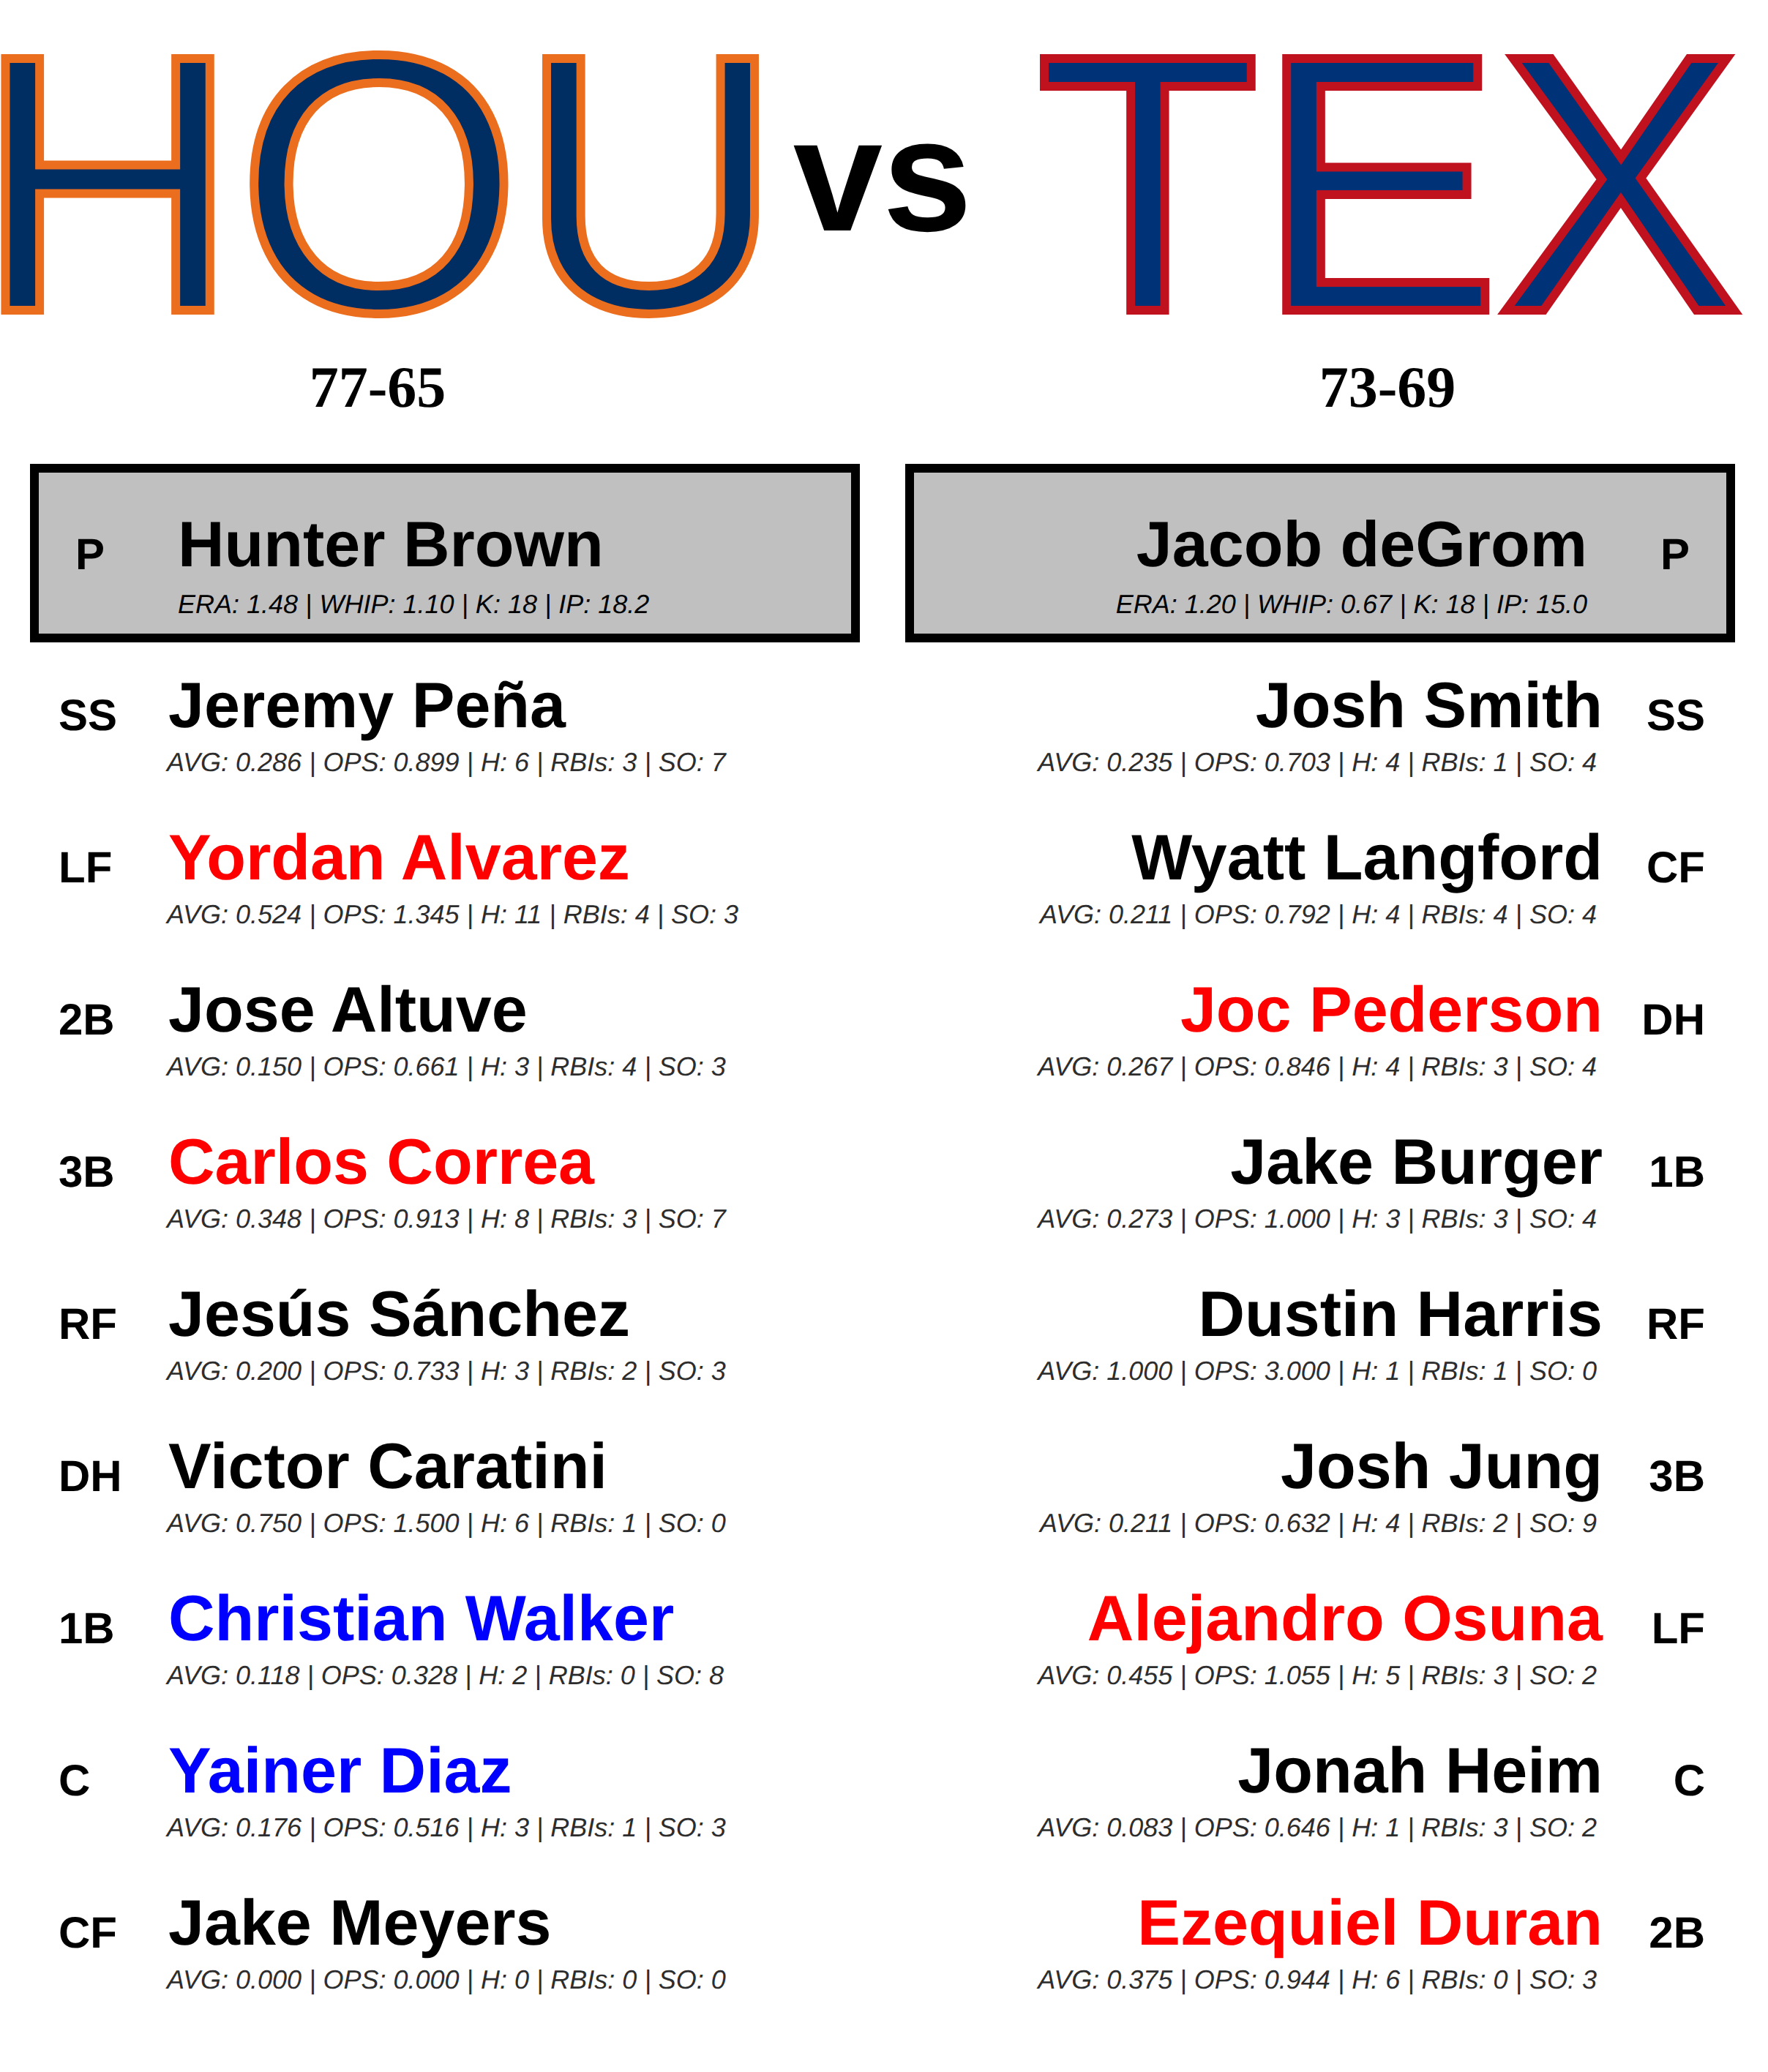 HOU vs TEX
77-65
73-69
P Hunter Brown
ERA: 1.48 | WHIP: 1.10 | K: 18 | IP: 18.2
Jacob deGrom P
ERA: 1.20 | WHIP: 0.67 | K: 18 | IP: 15.0
SS Jeremy Peña
AVG: 0.286 | OPS: 0.899 | H: 6 | RBIs: 3 | SO: 7
LF Yordan Alvarez
AVG: 0.524 | OPS: 1.345 | H: 11 | RBIs: 4 | SO: 3
2B Jose Altuve
AVG: 0.150 | OPS: 0.661 | H: 3 | RBIs: 4 | SO: 3
3B Carlos Correa
AVG: 0.348 | OPS: 0.913 | H: 8 | RBIs: 3 | SO: 7
RF Jesús Sánchez
AVG: 0.200 | OPS: 0.733 | H: 3 | RBIs: 2 | SO: 3
DH Victor Caratini
AVG: 0.750 | OPS: 1.500 | H: 6 | RBIs: 1 | SO: 0
1B Christian Walker
AVG: 0.118 | OPS: 0.328 | H: 2 | RBIs: 0 | SO: 8
C Yainer Diaz
AVG: 0.176 | OPS: 0.516 | H: 3 | RBIs: 1 | SO: 3
CF Jake Meyers
AVG: 0.000 | OPS: 0.000 | H: 0 | RBIs: 0 | SO: 0
Josh Smith SS
AVG: 0.235 | OPS: 0.703 | H: 4 | RBIs: 1 | SO: 4
Wyatt Langford CF
AVG: 0.211 | OPS: 0.792 | H: 4 | RBIs: 4 | SO: 4
Joc Pederson DH
AVG: 0.267 | OPS: 0.846 | H: 4 | RBIs: 3 | SO: 4
Jake Burger 1B
AVG: 0.273 | OPS: 1.000 | H: 3 | RBIs: 3 | SO: 4
Dustin Harris RF
AVG: 1.000 | OPS: 3.000 | H: 1 | RBIs: 1 | SO: 0
Josh Jung 3B
AVG: 0.211 | OPS: 0.632 | H: 4 | RBIs: 2 | SO: 9
Alejandro Osuna LF
AVG: 0.455 | OPS: 1.055 | H: 5 | RBIs: 3 | SO: 2
Jonah Heim C
AVG: 0.083 | OPS: 0.646 | H: 1 | RBIs: 3 | SO: 2
Ezequiel Duran 2B
AVG: 0.375 | OPS: 0.944 | H: 6 | RBIs: 0 | SO: 3